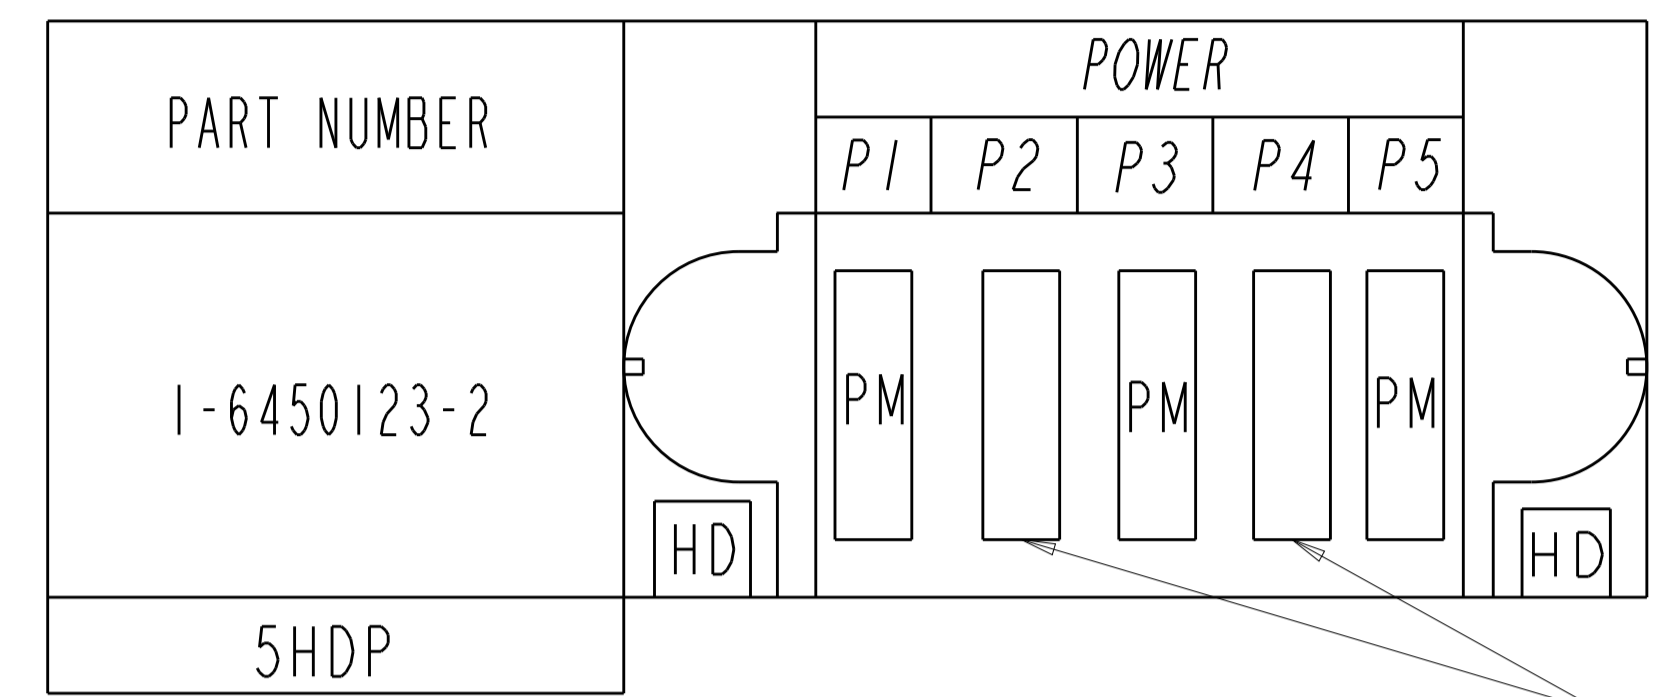 PART NUMBER
POWER
P1 P2 P3 P4 P5
1-6450123-2
PM PM PM
HD HD
5HDP